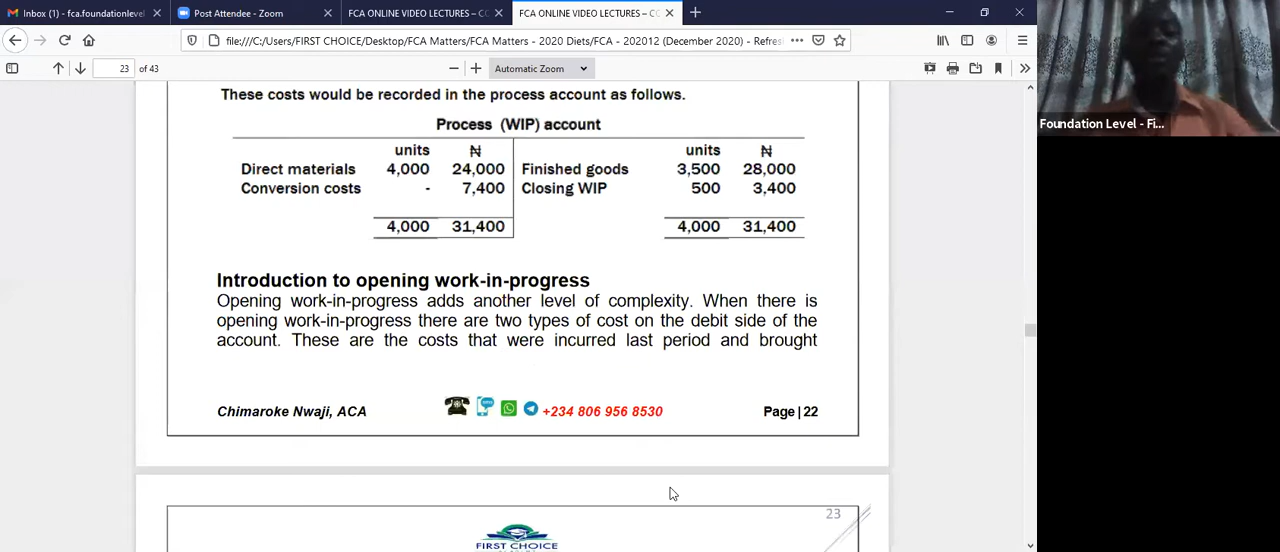 Inbox (1) - fca.foundationlevel
Post Attendee - Zoom
FCA ONLINE VIDEO LECTURES – CC
FCA ONLINE VIDEO LECTURES – CC
file:///C:/Users/FIRST CHOICE/Desktop/FCA Matters/FCA Matters - 2020 Diets/FCA - 202012 (December 2020) - Refres
23 of 43
Automatic Zoom
Foundation Level - Fi...
These costs would be recorded in the process account as follows.
Process (WIP) account
units ₦ units ₦
Direct materials 4,000 24,000 Finished goods 3,500 28,000
Conversion costs - 7,400 Closing WIP 500 3,400
4,000 31,400 4,000 31,400
Introduction to opening work-in-progress
Opening work-in-progress adds another level of complexity. When there is
opening work-in-progress there are two types of cost on the debit side of the
account. These are the costs that were incurred last period and brought
Chimaroke Nwaji, ACA +234 806 956 8530 Page | 22
23
FIRST CHOICE